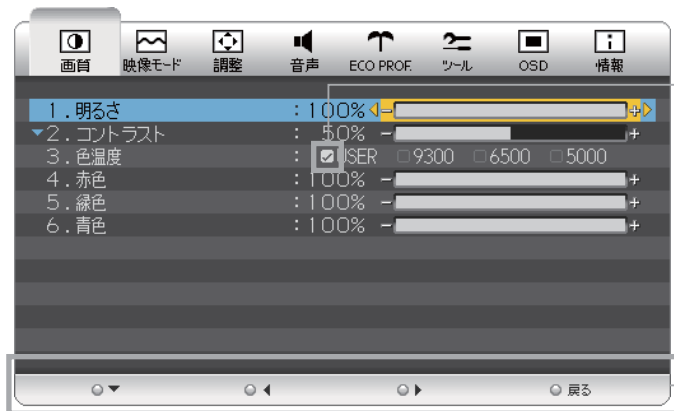 画質 映像モード 調整 音声 ECO PROF. ツール OSD 情報
1.明るさ :100%
2.コントラスト : 50%
3.色温度 : USER 9300 6500 5000
4.赤色 :100%
5.緑色 :100%
6.青色 :100%
戻る